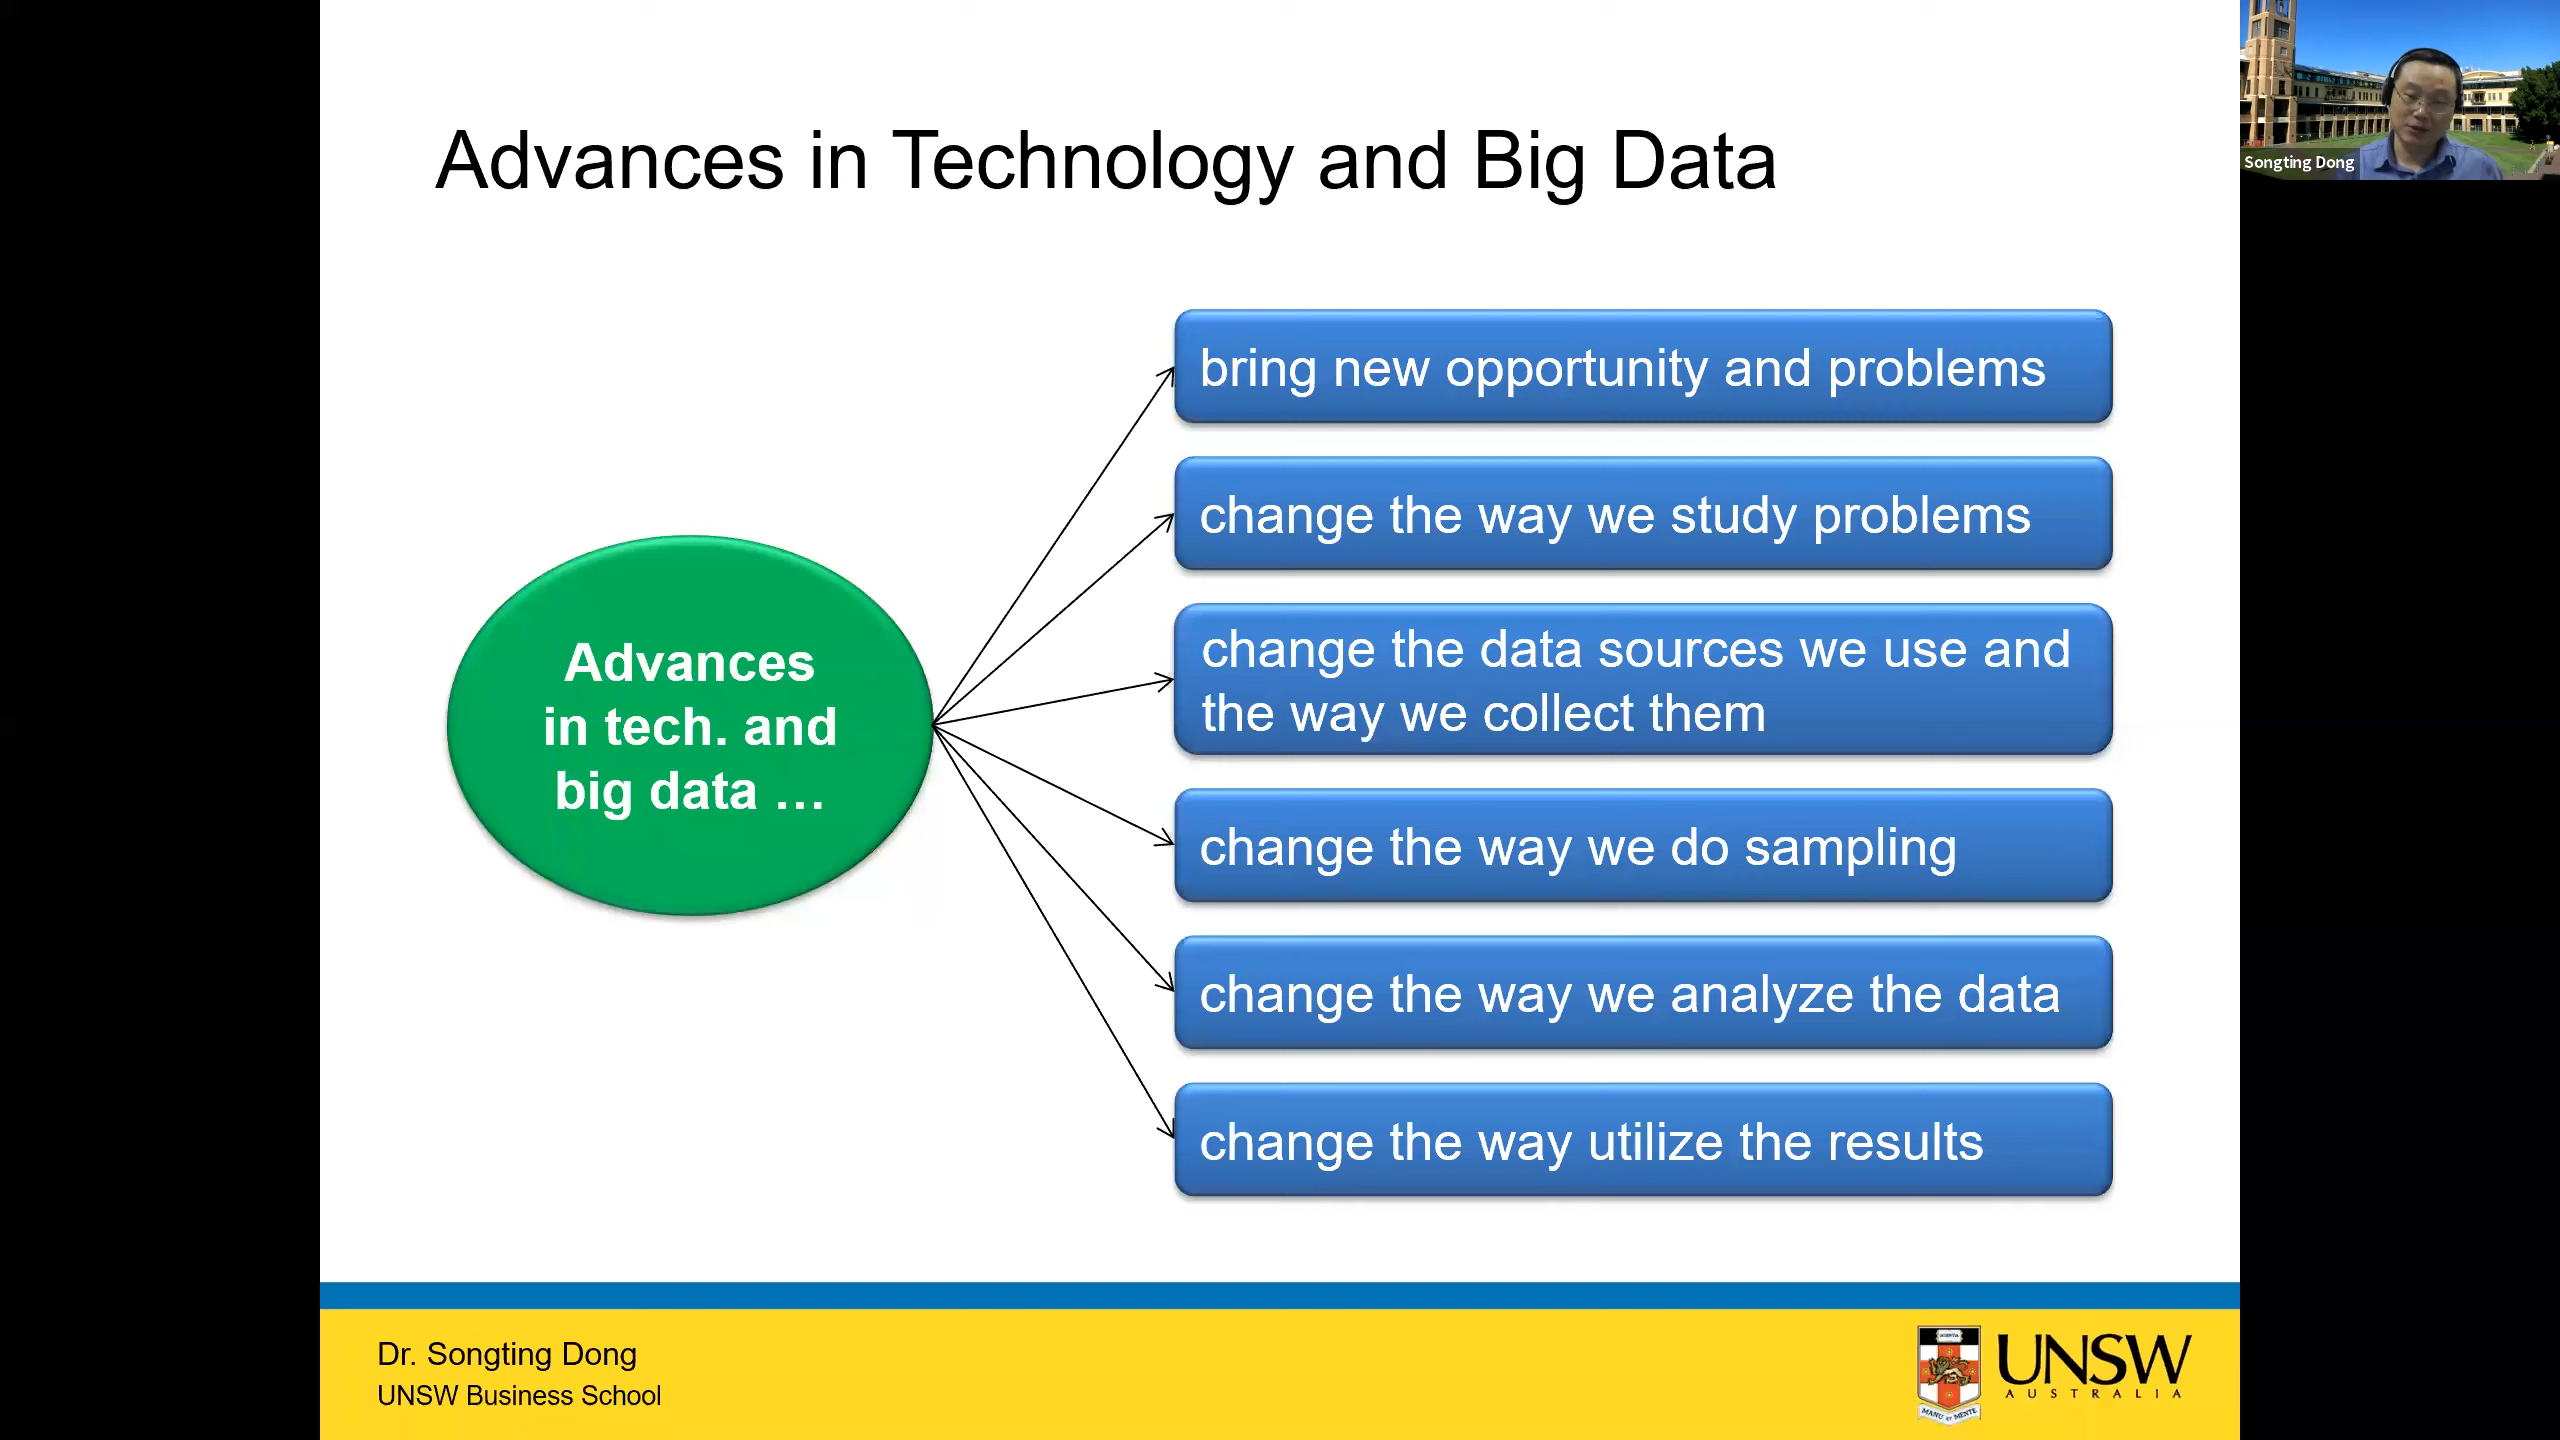 Advances in Technology and Big Data
Songting Dong
Advances
in tech. and
big data …
bring new opportunity and problems
change the way we study problems
change the data sources we use and
the way we collect them
change the way we do sampling
change the way we analyze the data
change the way utilize the results
Dr. Songting Dong
UNSW Business School
MANU ET MENTE
UNSW
AUSTRALIA